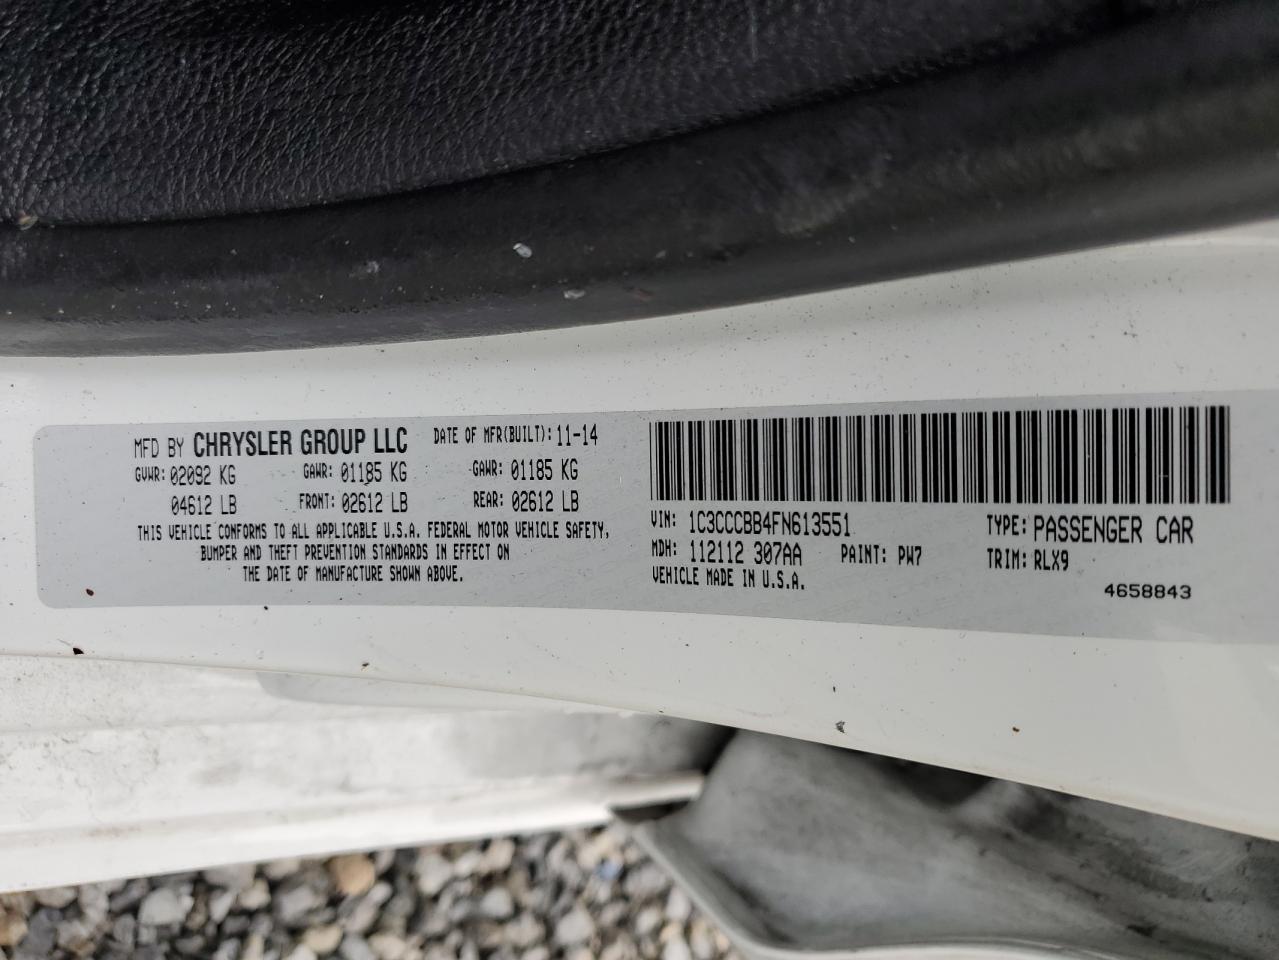 MFD BY CHRYSLER GROUP LLC DATE OF MFR(BUILT): 11-14
GVWR: 02092 KG GAWR: 01185 KG GAWR: 01185 KG
04612 LB FRONT: 02612 LB REAR: 02612 LB
THIS VEHICLE CONFORMS TO ALL APPLICABLE U.S.A. FEDERAL MOTOR VEHICLE SAFETY,
BUMPER AND THEFT PREVENTION STANDARDS IN EFFECT ON
THE DATE OF MANUFACTURE SHOWN ABOVE.
VIN: 1C3CCCBB4FN613551 TYPE: PASSENGER CAR
MDH: 112112 307AA PAINT: PW7 TRIM: RLX9
VEHICLE MADE IN U.S.A.
4658843